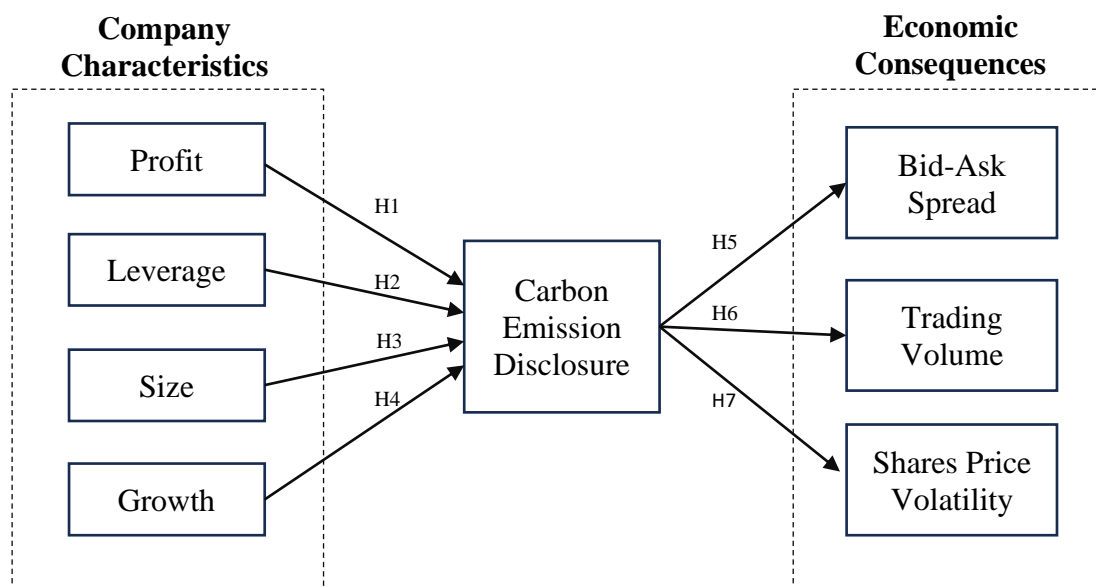 Company
Characteristics
Profit
Leverage
Size
Growth
H1
H2
H3
H4
Carbon
Emission
Disclosure
H5
H6
H7
Economic
Consequences
Bid-Ask
Spread
Trading
Volume
Shares Price
Volatility